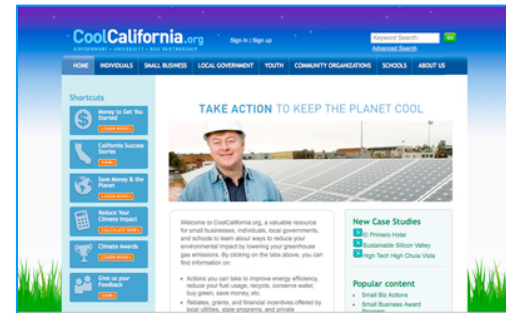 CoolCalifornia.org
GOVERNMENT • UNIVERSITY • NGO PARTNERSHIP
Sign In | Sign up
Keyword Search:
GO
Advanced Search
HOME INDIVIDUALS SMALL BUSINESS LOCAL GOVERNMENT YOUTH COMMUNITY ORGANIZATIONS SCHOOLS ABOUT US
Shortcuts
Money to Get You
Started
LEARN MORE>
California Success
Stories
VIEW>
Save Money & the
Planet
LEARN MORE>
Reduce Your
Climate Impact
CALCULATE NOW>
Climate Awards
LEARN MORE>
Give us your
Feedback
VIEW>
TAKE ACTION TO KEEP THE PLANET COOL
Welcome to CoolCalifornia.org, a valuable resource
for small businesses, individuals, local governments,
and schools to learn about ways to reduce your
environmental impact by lowering your greenhouse
gas emissions. By clicking on the tabs above, you can
find information on:
• Actions you can take to improve energy efficiency,
reduce your fuel usage, recycle, conserve water,
buy green, save money, etc.
• Rebates, grants, and financial incentives offered by
local utilities, state programs, and private
New Case Studies
El Primero Hotel
Sustainable Silicon Valley
High Tech High Chula Vista
Popular content
• Small Biz Actions
• Small Business Award
Program